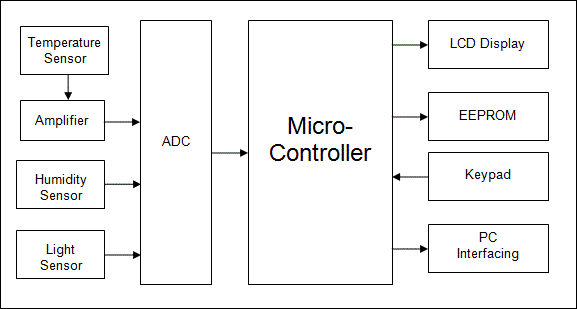 Temperature
Sensor
Amplifier
Humidity
Sensor
Light
Sensor
ADC
Micro-
Controller
LCD Display
EEPROM
Keypad
PC
Interfacing